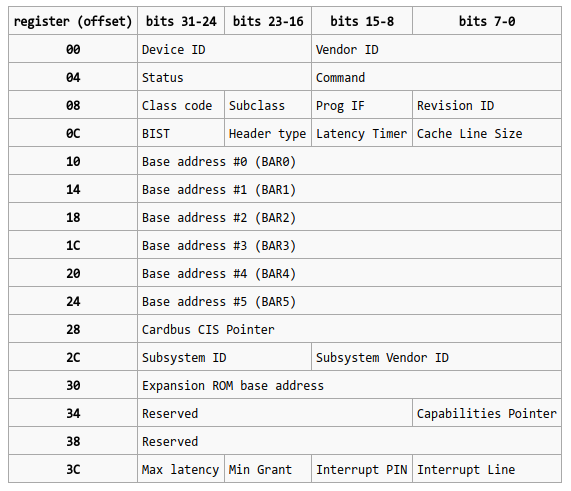 register (offset) bits 31-24 bits 23-16 bits 15-8 bits 7-0
00 Device ID Vendor ID
04 Status Command
08 Class code Subclass Prog IF Revision ID
0C BIST Header type Latency Timer Cache Line Size
10 Base address #0 (BAR0)
14 Base address #1 (BAR1)
18 Base address #2 (BAR2)
1C Base address #3 (BAR3)
20 Base address #4 (BAR4)
24 Base address #5 (BAR5)
28 Cardbus CIS Pointer
2C Subsystem ID Subsystem Vendor ID
30 Expansion ROM base address
34 Reserved Capabilities Pointer
38 Reserved
3C Max latency Min Grant Interrupt PIN Interrupt Line